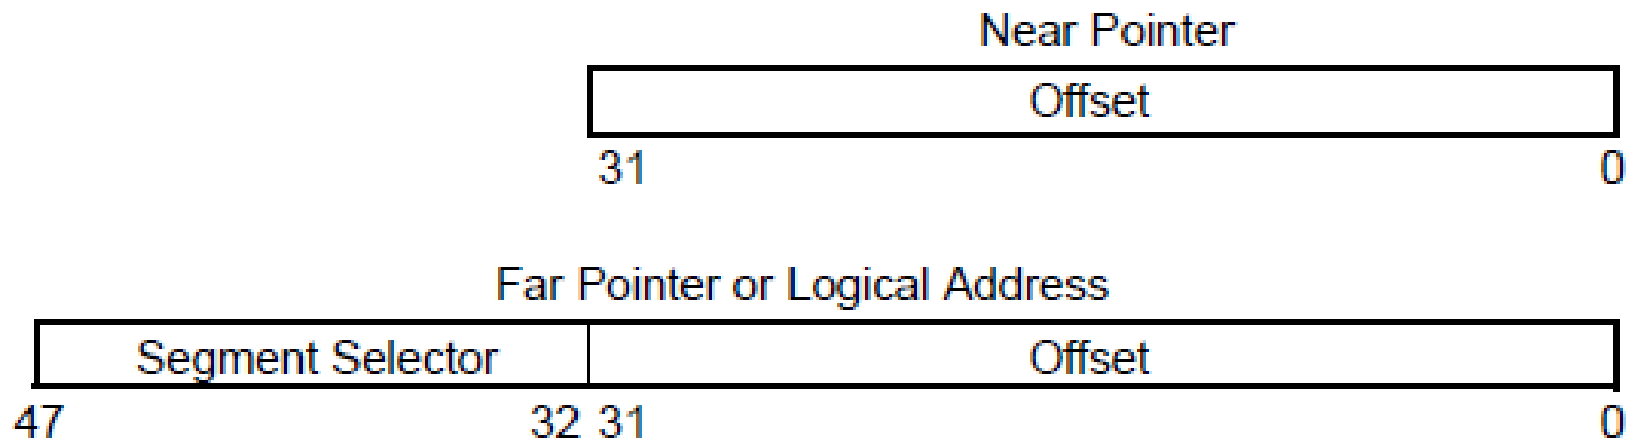 Near Pointer
Offset
31 0
Far Pointer or Logical Address
Segment Selector Offset
47 32 31 0